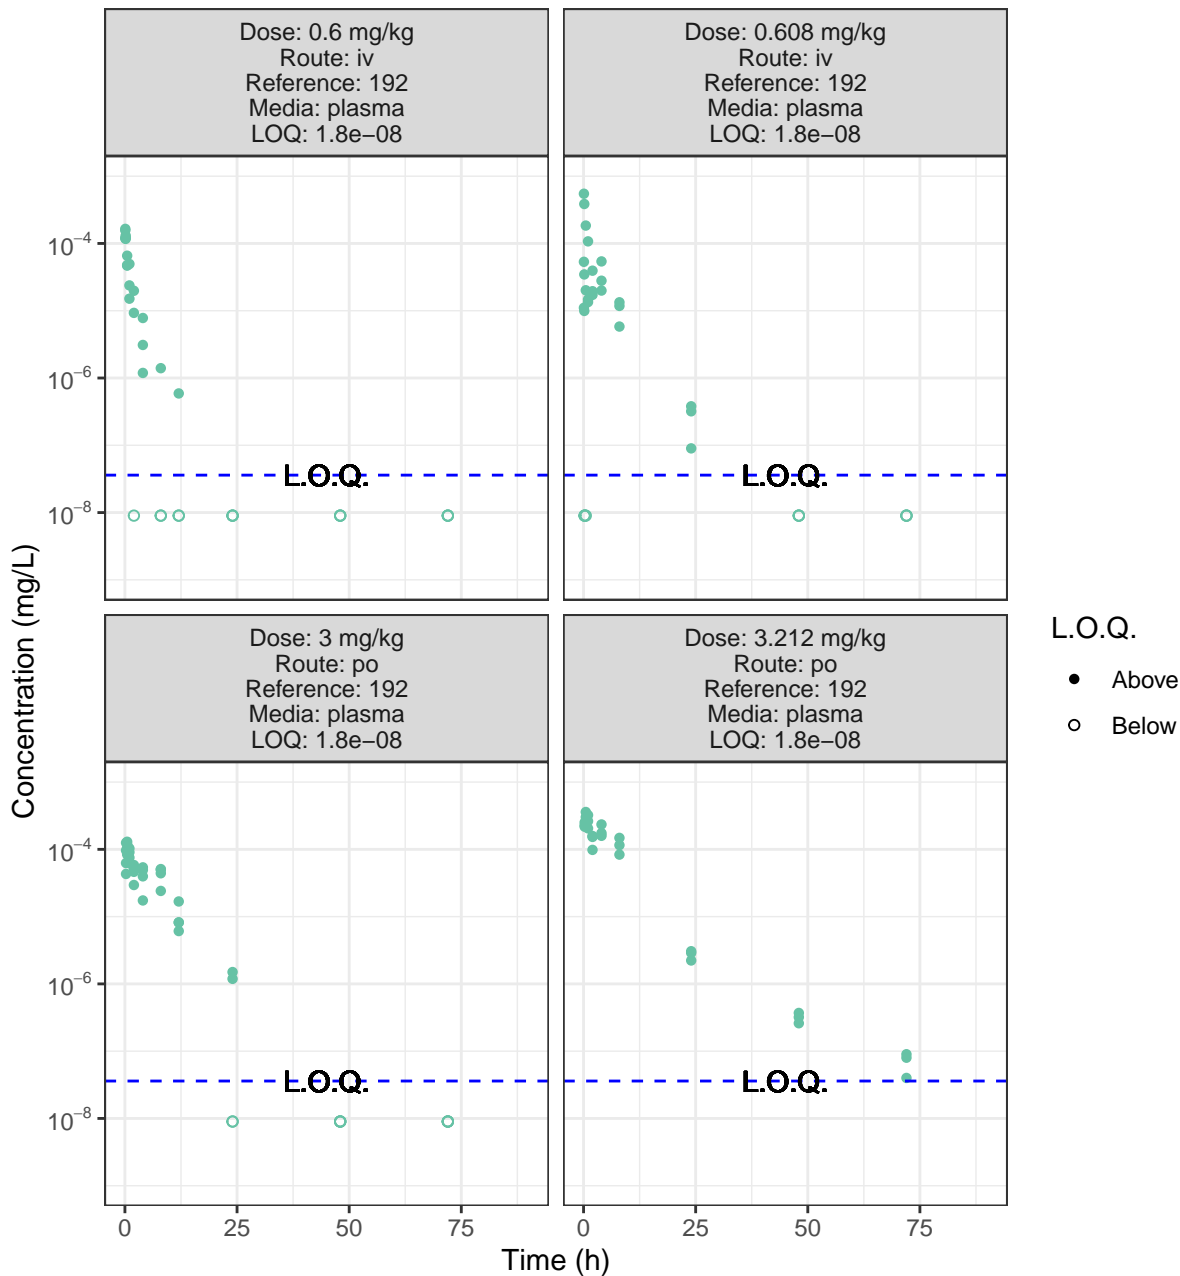 Dose: 0.6 mg/kg
Route: iv
Reference: 192
Media: plasma
LOQ: 1.8e−08
Dose: 0.608 mg/kg
Route: iv
Reference: 192
Media: plasma
LOQ: 1.8e−08
10−4
10−6
10−8
L.O.Q.
L.O.Q.
Dose: 3 mg/kg
Route: po
Reference: 192
Media: plasma
LOQ: 1.8e−08
Dose: 3.212 mg/kg
Route: po
Reference: 192
Media: plasma
LOQ: 1.8e−08
10−4
10−6
10−8
L.O.Q.
L.O.Q.
0 25 50 75
0 25 50 75
Time (h)
Concentration (mg/L)
L.O.Q.
Above
Below